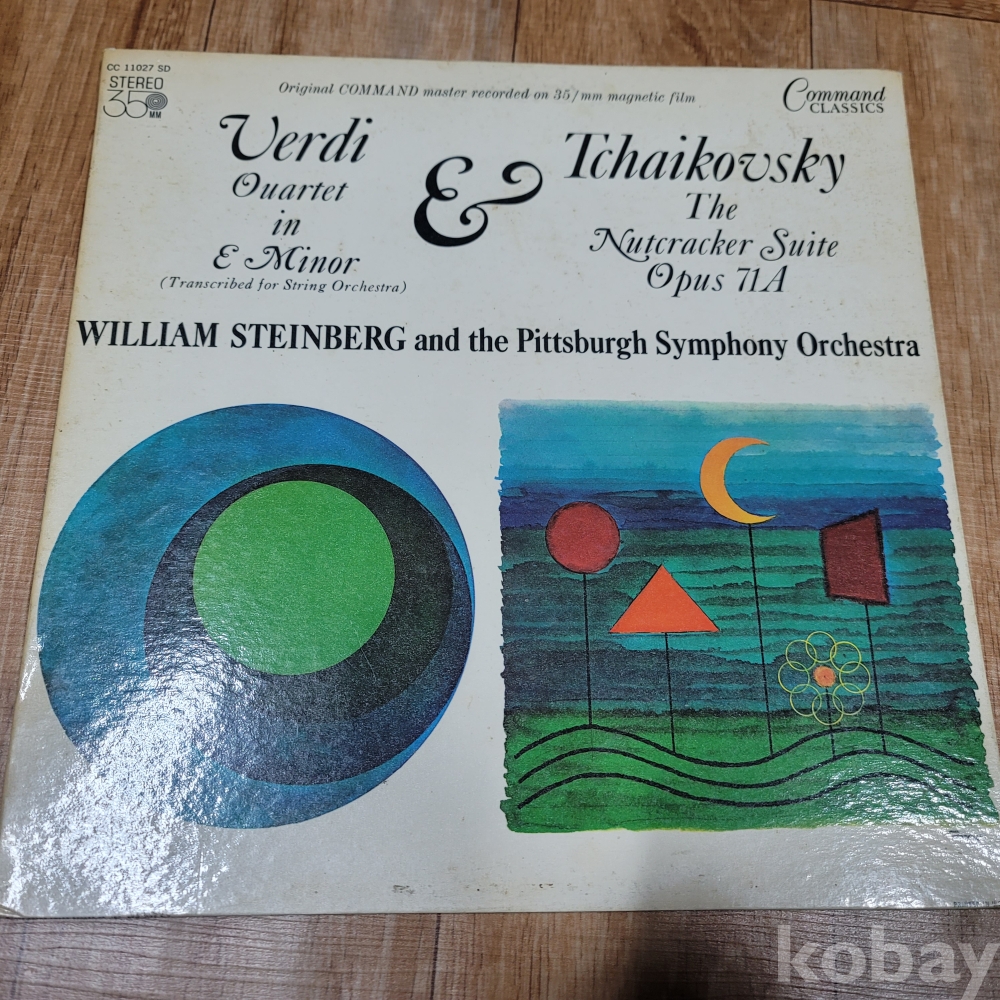 CC 11027 SD
STEREO
35
MM
Original COMMAND master recorded on 35/mm magnetic film
Command
CLASSICS
Verdi
Quartet
in
E Minor
(Transcribed for String Orchestra)
&
Tchaikovsky
The
Nutcracker Suite
Opus 71A
WILLIAM STEINBERG and the Pittsburgh Symphony Orchestra
kobay